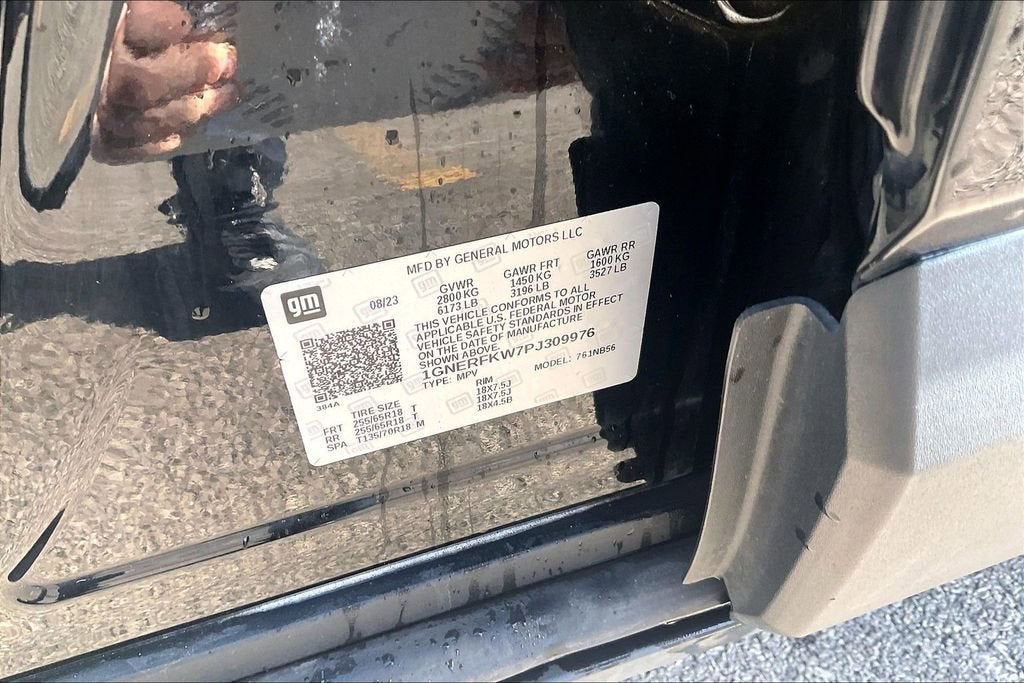 MFD BY GENERAL MOTORS LLC
gm
08/23
GVWR GAWR FRT GAWR RR
2800 KG 1450 KG 1600 KG
6173 LB 3196 LB 3527 LB
THIS VEHICLE CONFORMS TO ALL
APPLICABLE U.S. FEDERAL MOTOR
VEHICLE SAFETY STANDARDS IN EFFECT
ON THE DATE OF MANUFACTURE
SHOWN ABOVE.
1GNERFKW7PJ309976
TYPE: MPV MODEL: 761NB56
384A
TIRE SIZE RIM
FRT 255/65R18 T 18X7.5J
RR 255/65R18 T 18X7.5J
SPA T135/70R18 M 18X4.5B